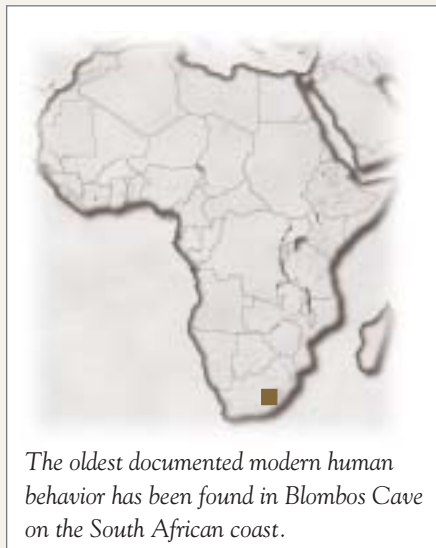 The oldest documented modern human
behavior has been found in Blombos Cave
on the South African coast.